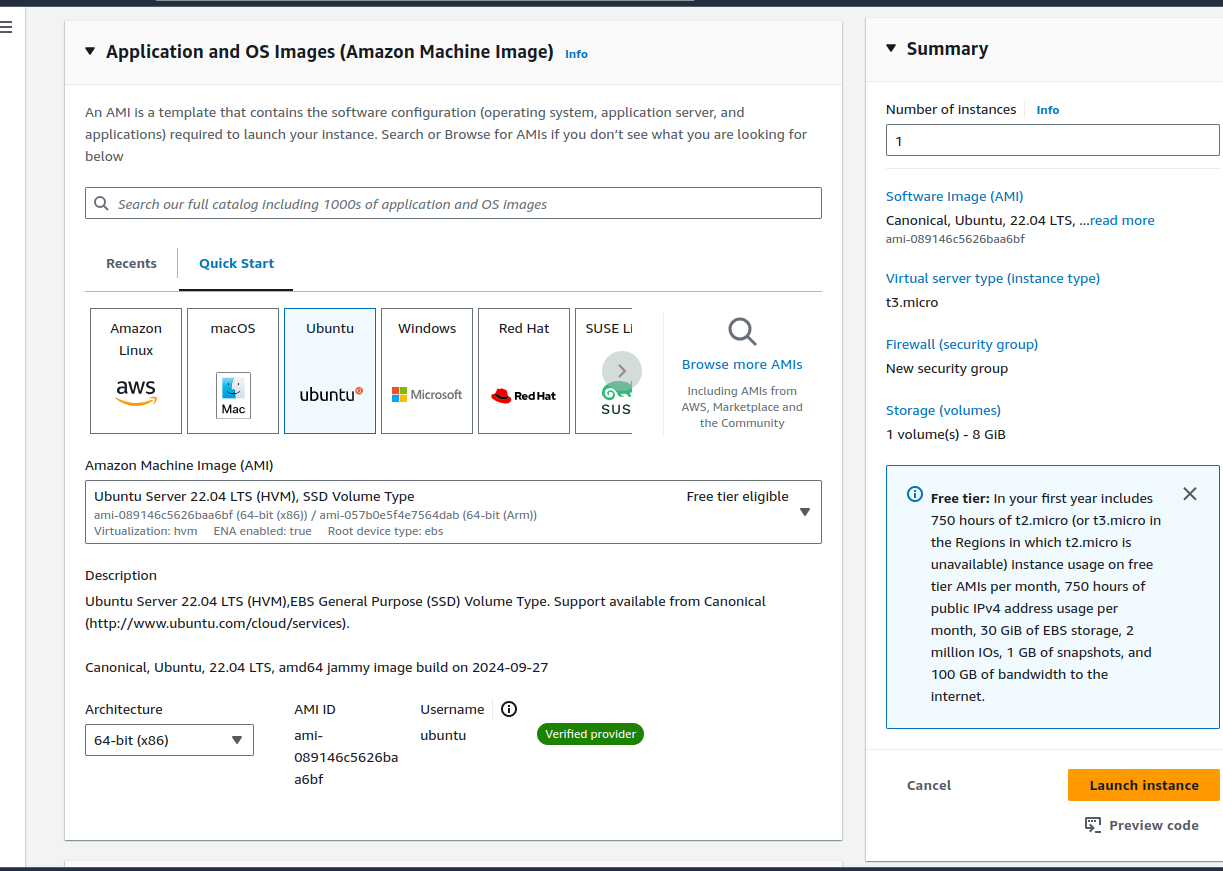 Application and OS Images (Amazon Machine Image) Info
An AMI is a template that contains the software configuration (operating system, application server, and
applications) required to launch your instance. Search or Browse for AMIs if you don't see what you are looking for
below
Search our full catalog including 1000s of application and OS images
Recents
Quick Start
Amazon
Linux
aws
macOS
Mac
Ubuntu
ubuntu
Windows
Microsoft
Red Hat
Red Hat
SUSE Li
SUS
Browse more AMIs
Including AMIs from
AWS, Marketplace and
the Community
Amazon Machine Image (AMI)
Ubuntu Server 22.04 LTS (HVM), SSD Volume Type
Free tier eligible
ami-089146c5626baa6bf (64-bit (x86)) / ami-057b0e5f4e7564dab (64-bit (Arm))
Virtualization: hvm ENA enabled: true Root device type: ebs
Description
Ubuntu Server 22.04 LTS (HVM),EBS General Purpose (SSD) Volume Type. Support available from Canonical
(http://www.ubuntu.com/cloud/services).
Canonical, Ubuntu, 22.04 LTS, amd64 jammy image build on 2024-09-27
Architecture
64-bit (x86)
AMI ID
ami-
089146c5626ba
a6bf
Username
ubuntu
Verified provider
Summary
Number of instances Info
1
Software Image (AMI)
Canonical, Ubuntu, 22.04 LTS, ...read more
ami-089146c5626baa6bf
Virtual server type (instance type)
t3.micro
Firewall (security group)
New security group
Storage (volumes)
1 volume(s) - 8 GiB
Free tier: In your first year includes
750 hours of t2.micro (or t3.micro in
the Regions in which t2.micro is
unavailable) instance usage on free
tier AMIs per month, 750 hours of
public IPv4 address usage per
month, 30 GiB of EBS storage, 2
million IOs, 1 GB of snapshots, and
100 GB of bandwidth to the
internet.
Cancel
Launch instance
Preview code